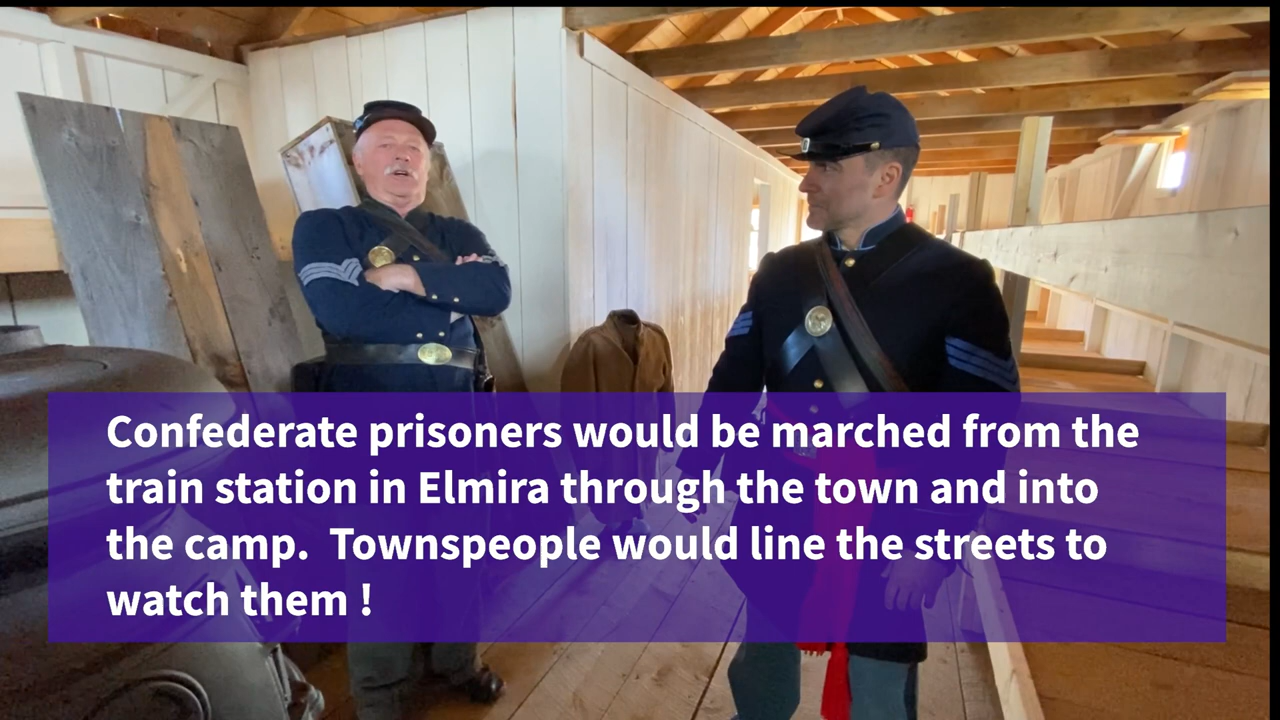 Confederate prisoners would be marched from the
train station in Elmira through the town and into
the camp.  Townspeople would line the streets to
watch them !